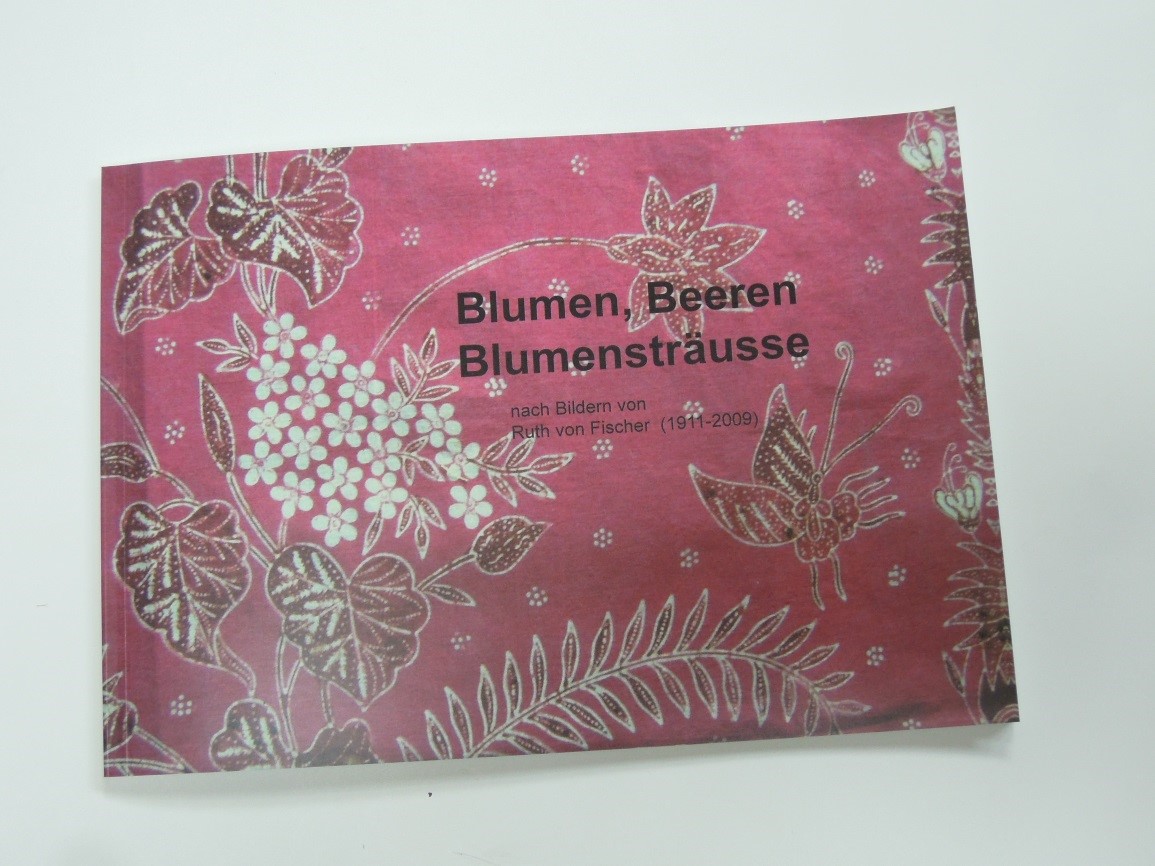 Blumen, Beeren
Blumensträusse
nach Bildern von
Ruth von Fischer (1911-2009)